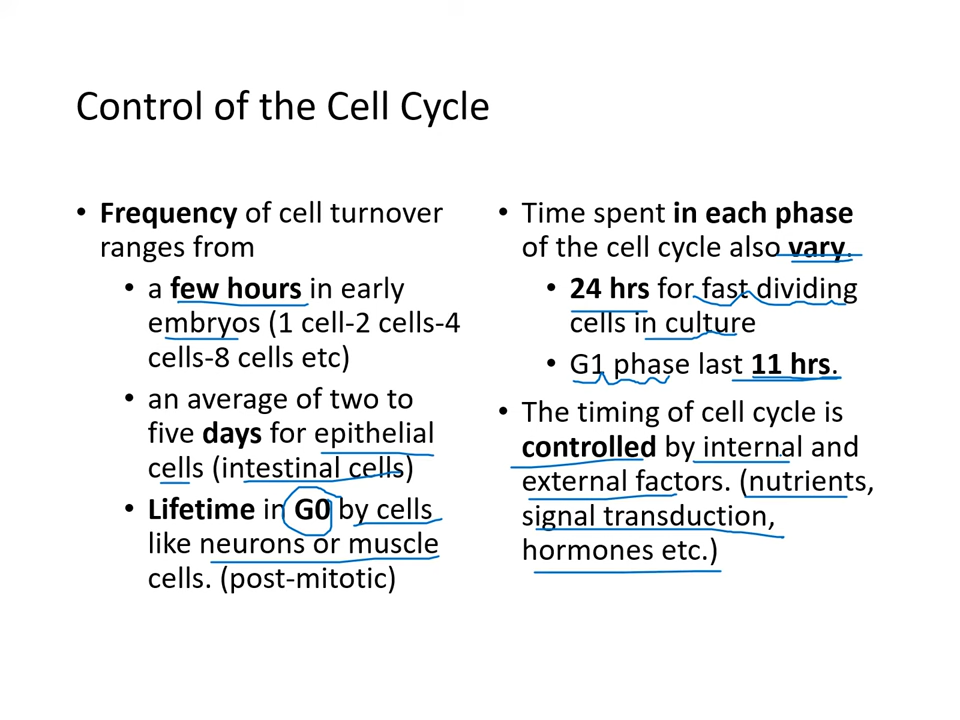 Control of the Cell Cycle
• Frequency of cell turnover
ranges from
• a few hours in early
embryos (1 cell-2 cells-4
cells-8 cells etc)
• an average of two to
five days for epithelial
cells (intestinal cells)
• Lifetime in G0 by cells
like neurons or muscle
cells. (post-mitotic)
• Time spent in each phase
of the cell cycle also vary.
• 24 hrs for fast dividing
cells in culture
• G1 phase last 11 hrs.
• The timing of cell cycle is
controlled by internal and
external factors. (nutrients,
signal transduction,
hormones etc.)